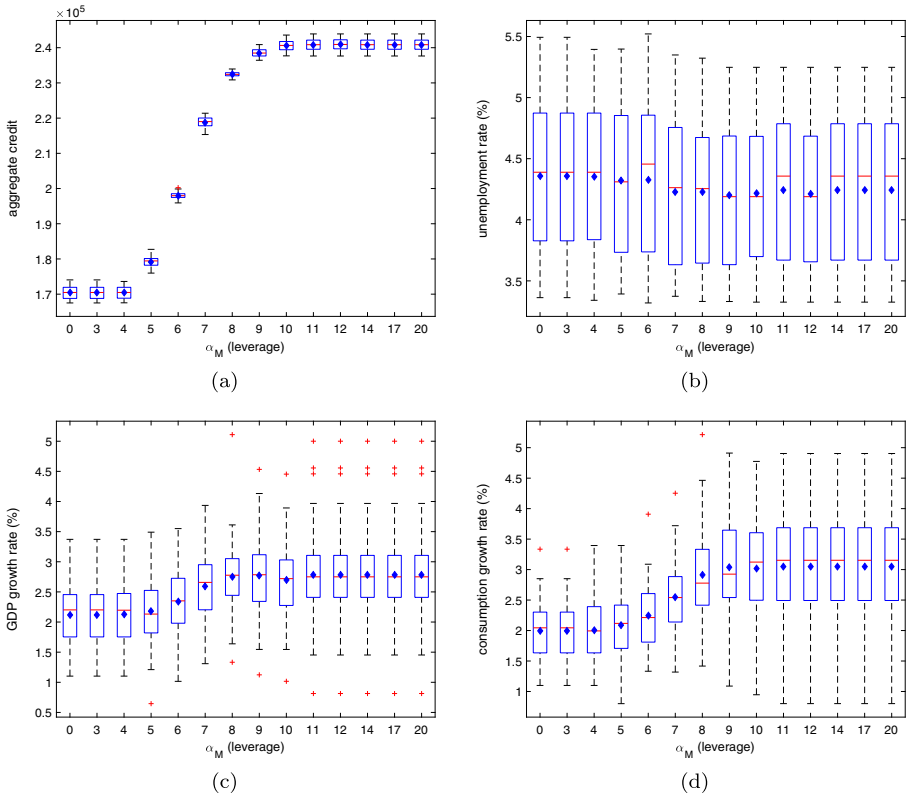 ×10⁵
2.4
2.3
2.2
2.1
2
1.9
1.8
1.7
aggregate credit
0 3 4 5 6 7 8 9 10 11 12 14 17 20
α_M (leverage)
(a)
5.5
5
4.5
4
3.5
unemployment rate (%)
0 3 4 5 6 7 8 9 10 11 12 14 17 20
α_M (leverage)
(b)
5
4.5
4
3.5
3
2.5
2
1.5
1
0.5
GDP growth rate (%)
0 3 4 5 6 7 8 9 10 11 12 14 17 20
α_M (leverage)
(c)
5
4.5
4
3.5
3
2.5
2
1.5
1
consumption growth rate (%)
0 3 4 5 6 7 8 9 10 11 12 14 17 20
α_M (leverage)
(d)